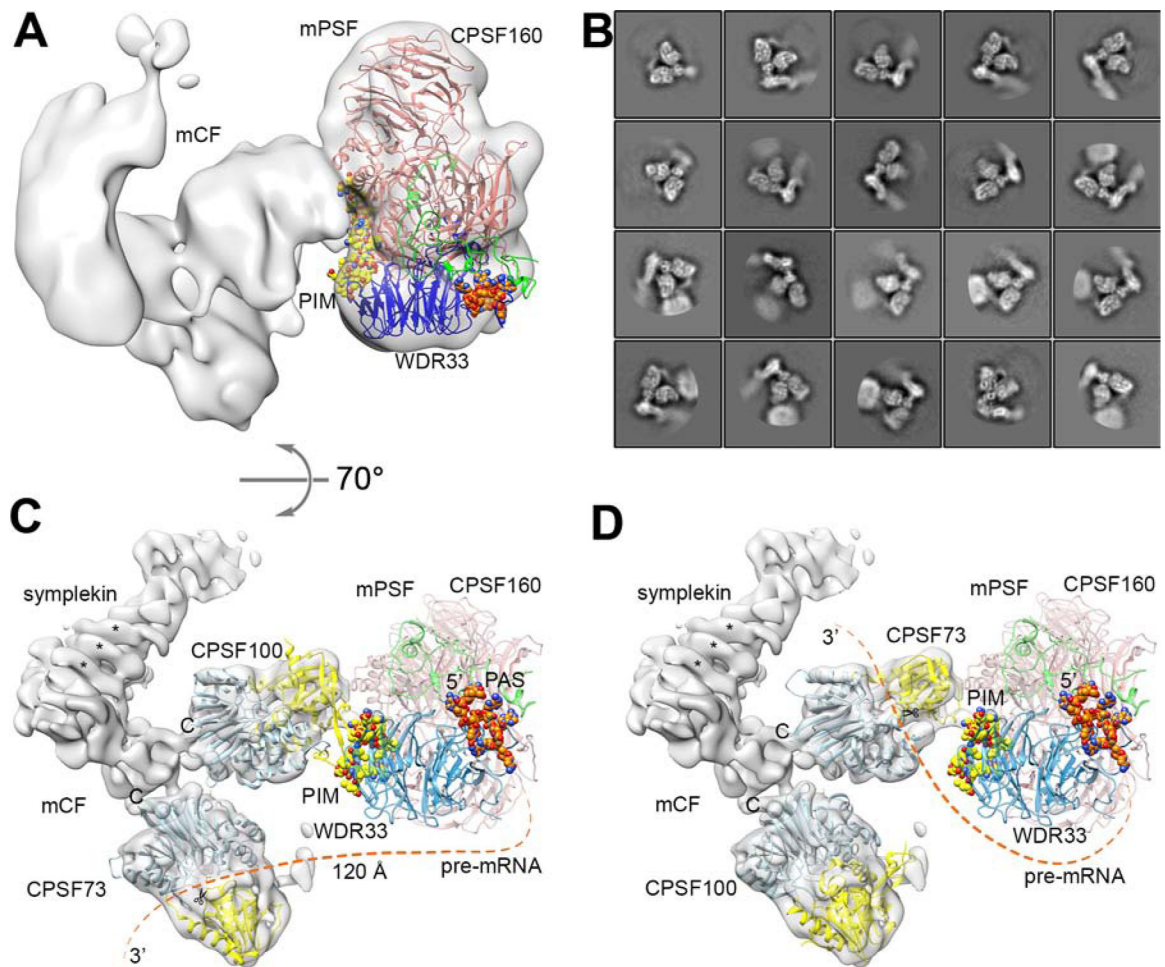 A
mPSF
CPSF160
mCF
PIM
WDR33
B
70°
C
symplekin
*
*
*
CPSF100
mPSF
CPSF160
5’
PAS
C
mCF
C
PIM
WDR33
120 Å
pre-mRNA
CPSF73
3’
D
symplekin
*
*
*
3’
CPSF73
mPSF
CPSF160
PIM
5’
C
mCF
C
WDR33
CPSF100
pre-mRNA